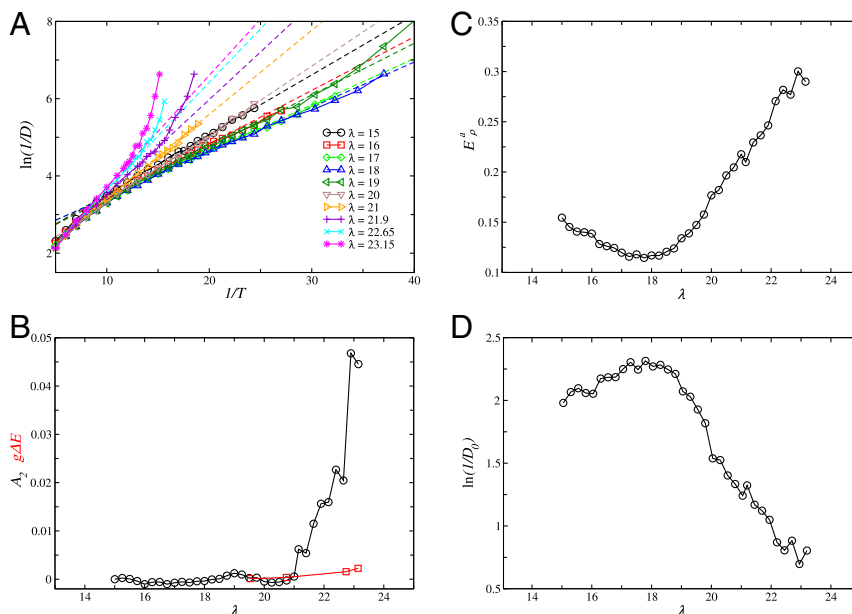 A
8
6
4
2
ln(1/D)
10
20
30
40
1/T
λ = 15
λ = 16
λ = 17
λ = 18
λ = 19
λ = 20
λ = 21
λ = 21.9
λ = 22.65
λ = 23.15
C
0.35
0.3
0.25
0.2
0.15
0.1
E_ρ^a
14
16
18
20
22
24
λ
B
0.05
0.04
0.03
0.02
0.01
0
A_2 gΔE
14
16
18
20
22
24
λ
D
2.5
2
1.5
1
0.5
ln(1/D_0)
14
16
18
20
22
24
λ